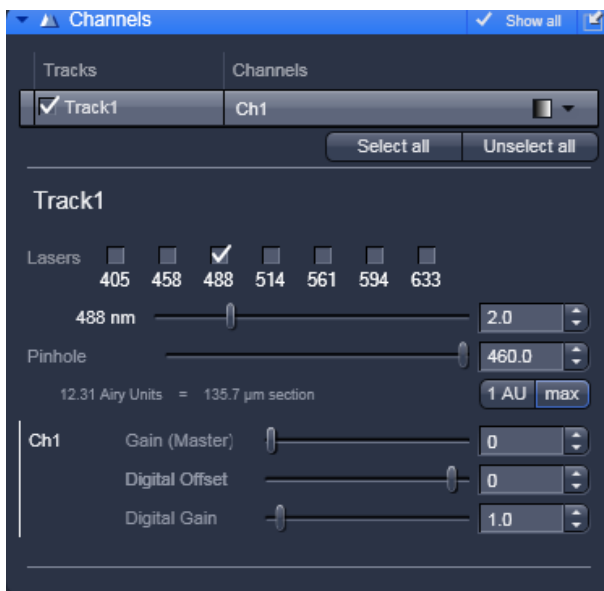 Channels Show all
Tracks Channels
Track1 Ch1
Select all Unselect all
Track1
Lasers
405 458 488 514 561 594 633
488 nm 2.0
Pinhole 460.0
12.31 Airy Units = 135.7 µm section 1 AU max
Ch1 Gain (Master) 0
Digital Offset 0
Digital Gain 1.0